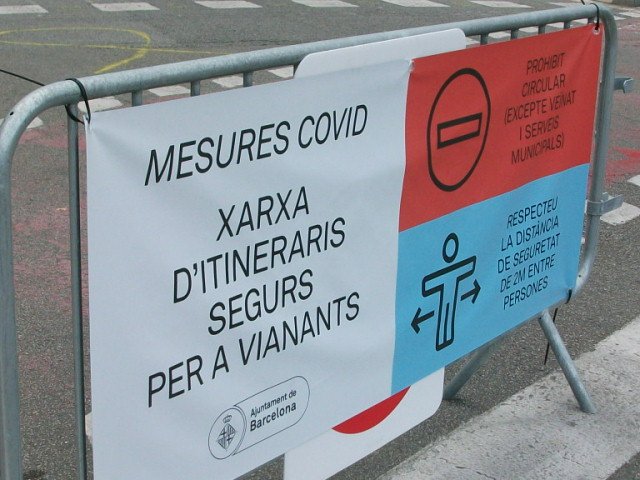 MESURES COVID
XARXA
D'ITINERARIS
SEGURS
PER A VIANANTS
Ajuntament de
Barcelona
PROHIBIT
CIRCULAR
(EXCEPTE VEÏNAT
I SERVEIS
MUNICIPALS)
RESPECTEU
LA DISTÀNCIA
DE SEGURETAT
DE 2M ENTRE
PERSONES